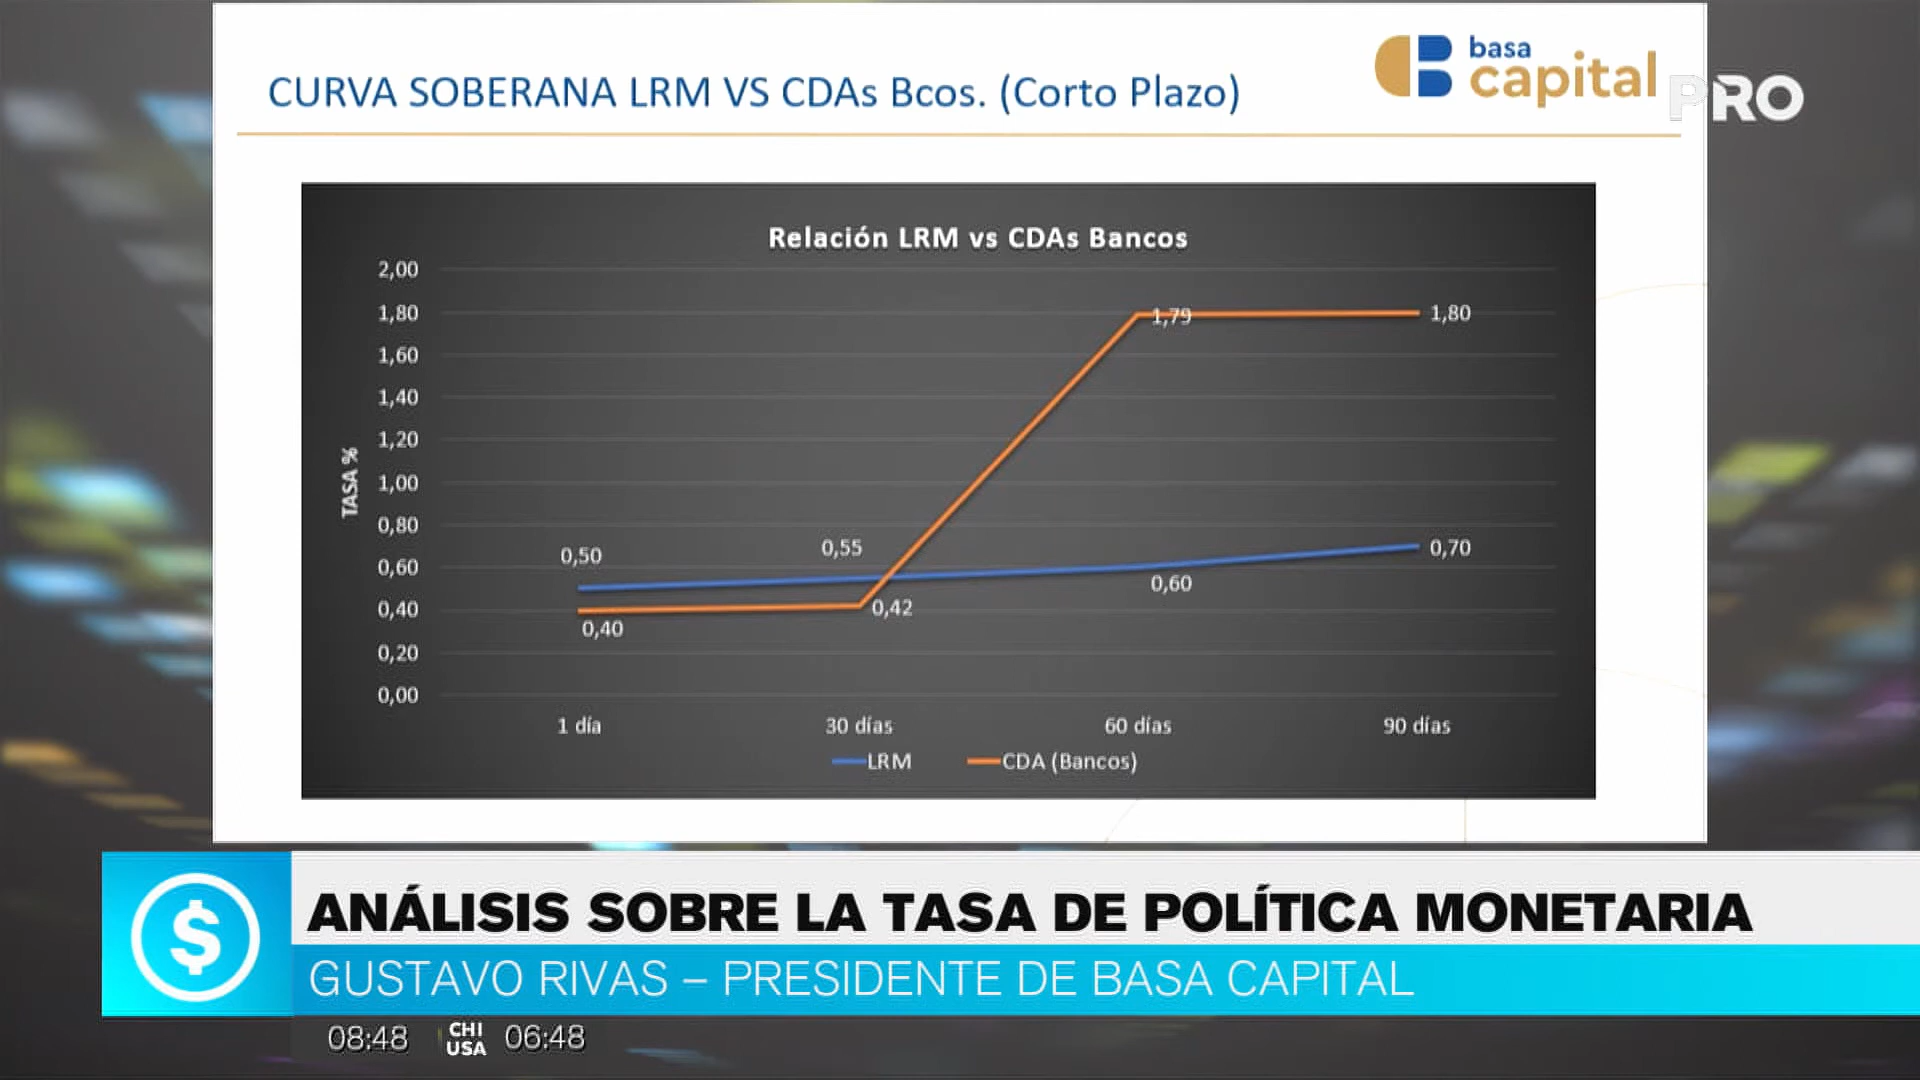 CURVA SOBERANA LRM VS CDAs Bcos. (Corto Plazo)
basa
capital
PRO
Relación LRM vs CDAs Bancos
TASA %
2,00
1,80
1,60
1,40
1,20
1,00
0,80
0,60
0,40
0,20
0,00
1,79
1,80
0,50
0,55
0,60
0,70
0,40
0,42
1 día
30 días
60 días
90 días
LRM
CDA (Bancos)
$
ANÁLISIS SOBRE LA TASA DE POLÍTICA MONETARIA
GUSTAVO RIVAS – PRESIDENTE DE BASA CAPITAL
08:48
CHI
USA
06:48